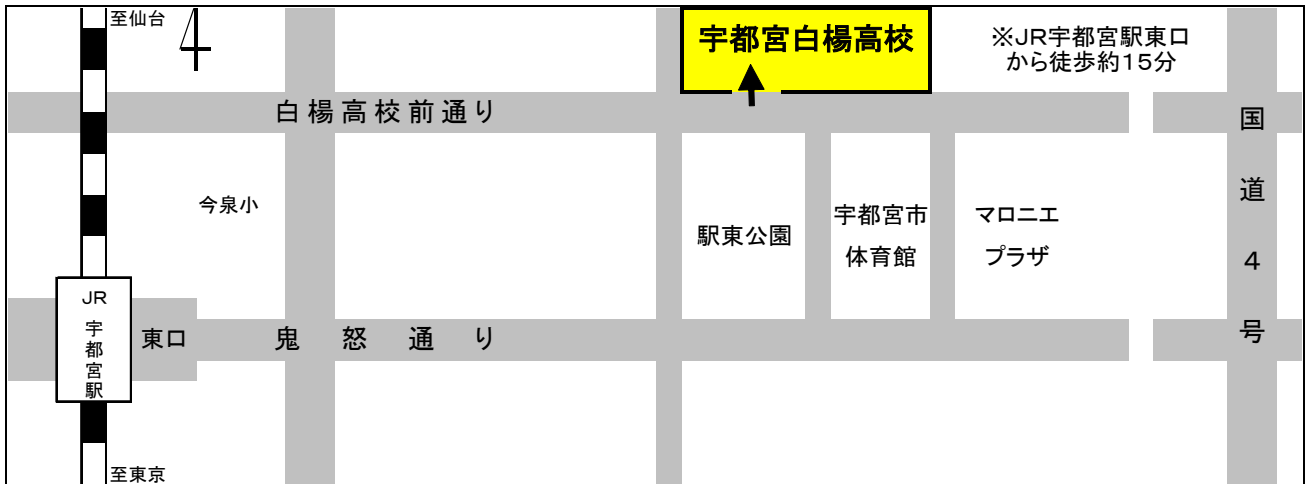 至仙台
宇都宮白楊高校
※JR宇都宮駅東口
から徒歩約15分
白楊高校前通り
国道4号
今泉小
駅東公園
宇都宮市
体育館
マロニエ
プラザ
JR
宇都宮駅
東口
鬼怒通り
至東京